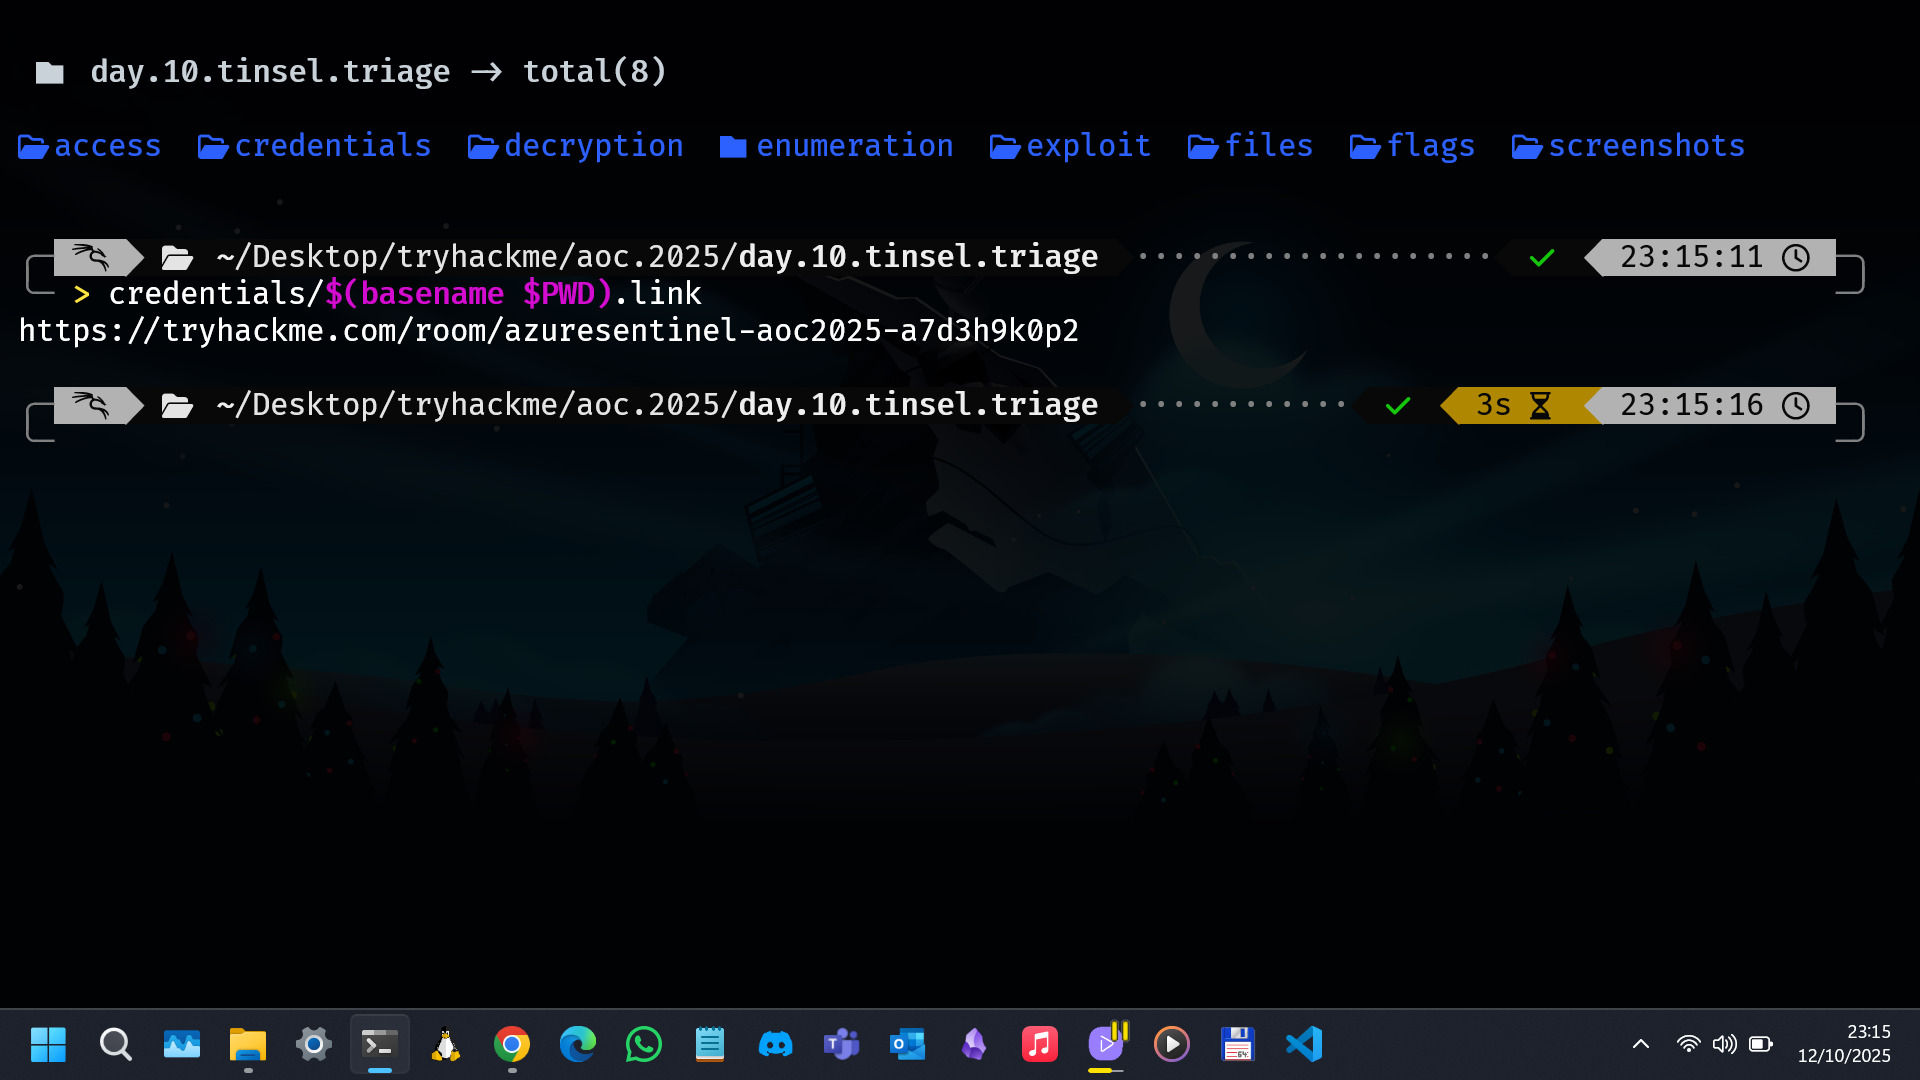 day.10.tinsel.triage → total(8)
access credentials decryption enumeration exploit files flags screenshots
~/Desktop/tryhackme/aoc.2025/day.10.tinsel.triage 23:15:11
> credentials/$(basename $PWD).link
https://tryhackme.com/room/azuresentinel-aoc2025-a7d3h9k0p2
~/Desktop/tryhackme/aoc.2025/day.10.tinsel.triage 3s 23:15:16
23:15
12/10/2025